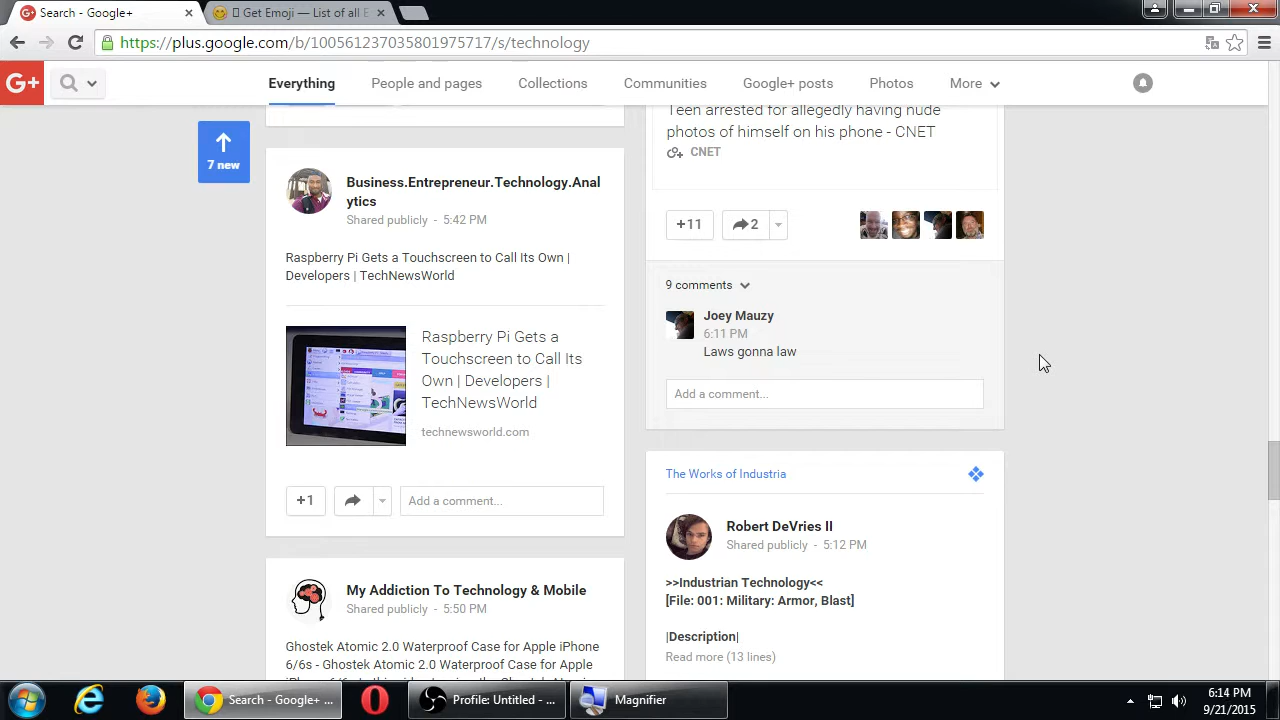 Search - Google+
Get Emoji — List of all E
https://plus.google.com/b/100561237035801975717/s/technology
G+
Everything
People and pages
Collections
Communities
Google+ posts
Photos
More
7 new
Business.Entrepreneur.Technology.Anal
ytics
Shared publicly - 5:42 PM
Raspberry Pi Gets a Touchscreen to Call Its Own |
Developers | TechNewsWorld
Raspberry Pi Gets a
Touchscreen to Call Its
Own | Developers |
TechNewsWorld
technewsworld.com
+1
Add a comment...
My Addiction To Technology & Mobile
Shared publicly - 5:50 PM
Ghostek Atomic 2.0 Waterproof Case for Apple iPhone
6/6s - Ghostek Atomic 2.0 Waterproof Case for Apple
Teen arrested for allegedly having nude
photos of himself on his phone - CNET
CNET
+11
2
9 comments
Joey Mauzy
6:11 PM
Laws gonna law
Add a comment...
The Works of Industria
Robert DeVries II
Shared publicly - 5:12 PM
>>Industrian Technology<<
[File: 001: Military: Armor, Blast]
|Description|
Read more (13 lines)
Search - Google+ ...
Profile: Untitled - ...
Magnifier
6:14 PM
9/21/2015